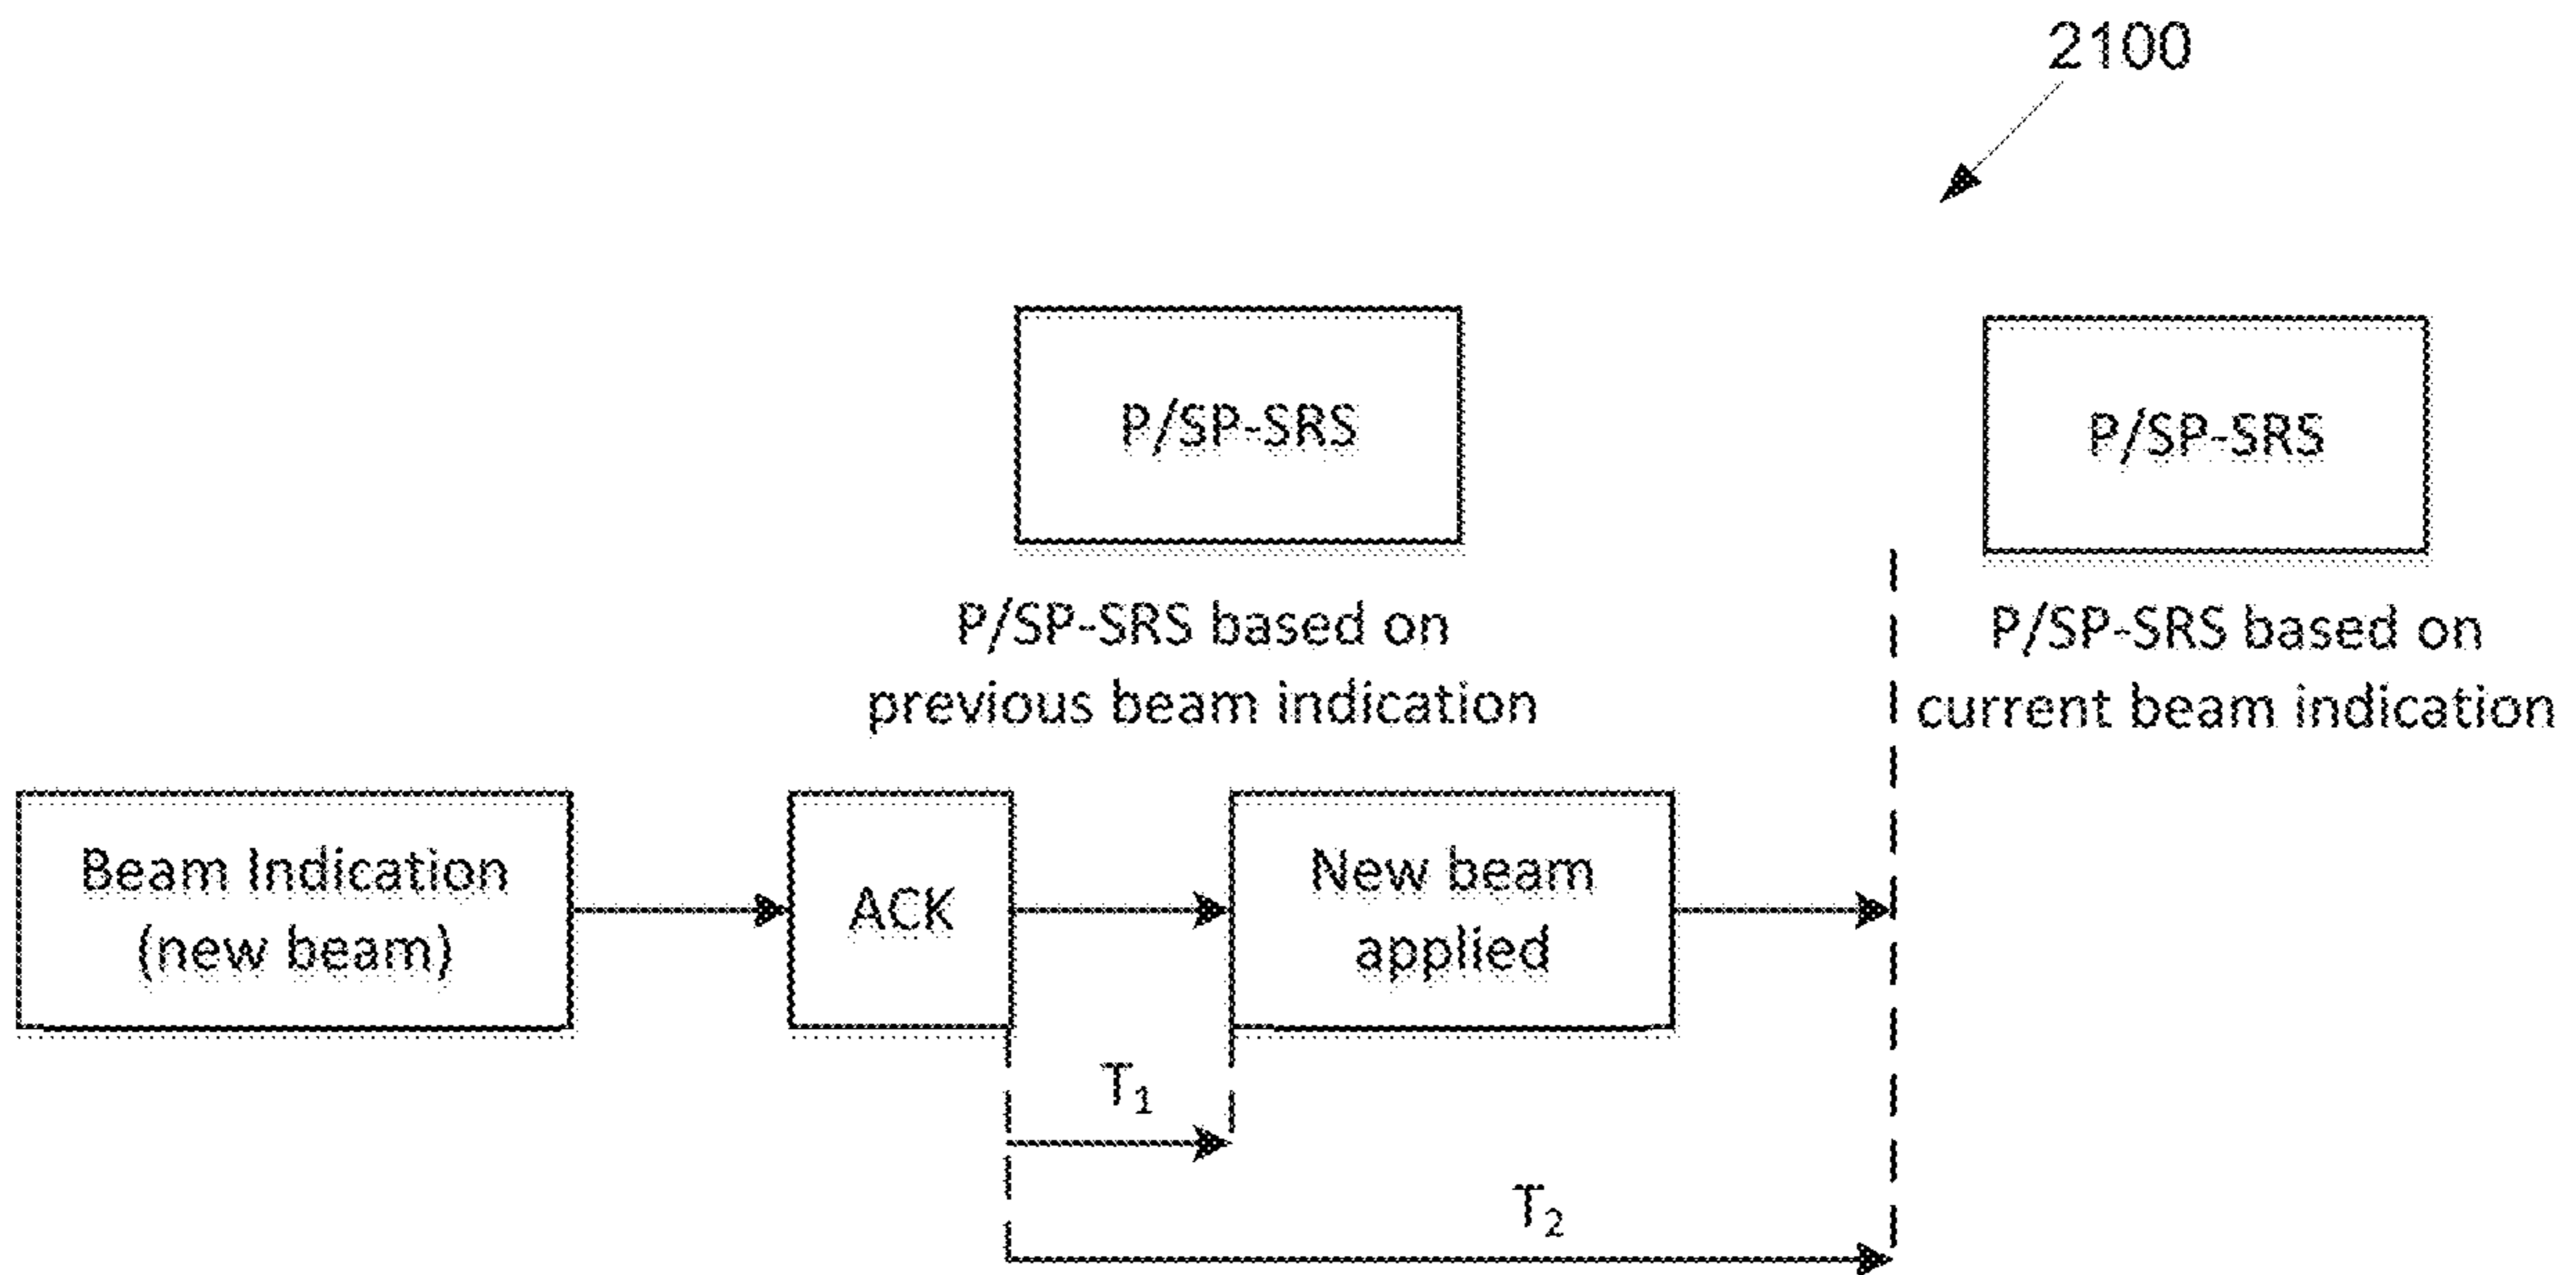 2100
P/SP-SRS
P/SP-SRS
P/SP-SRS based on
previous beam indication
P/SP-SRS based on
current beam indication
Beam Indication
(new beam)
ACK
New beam
applied
T₁
T₂